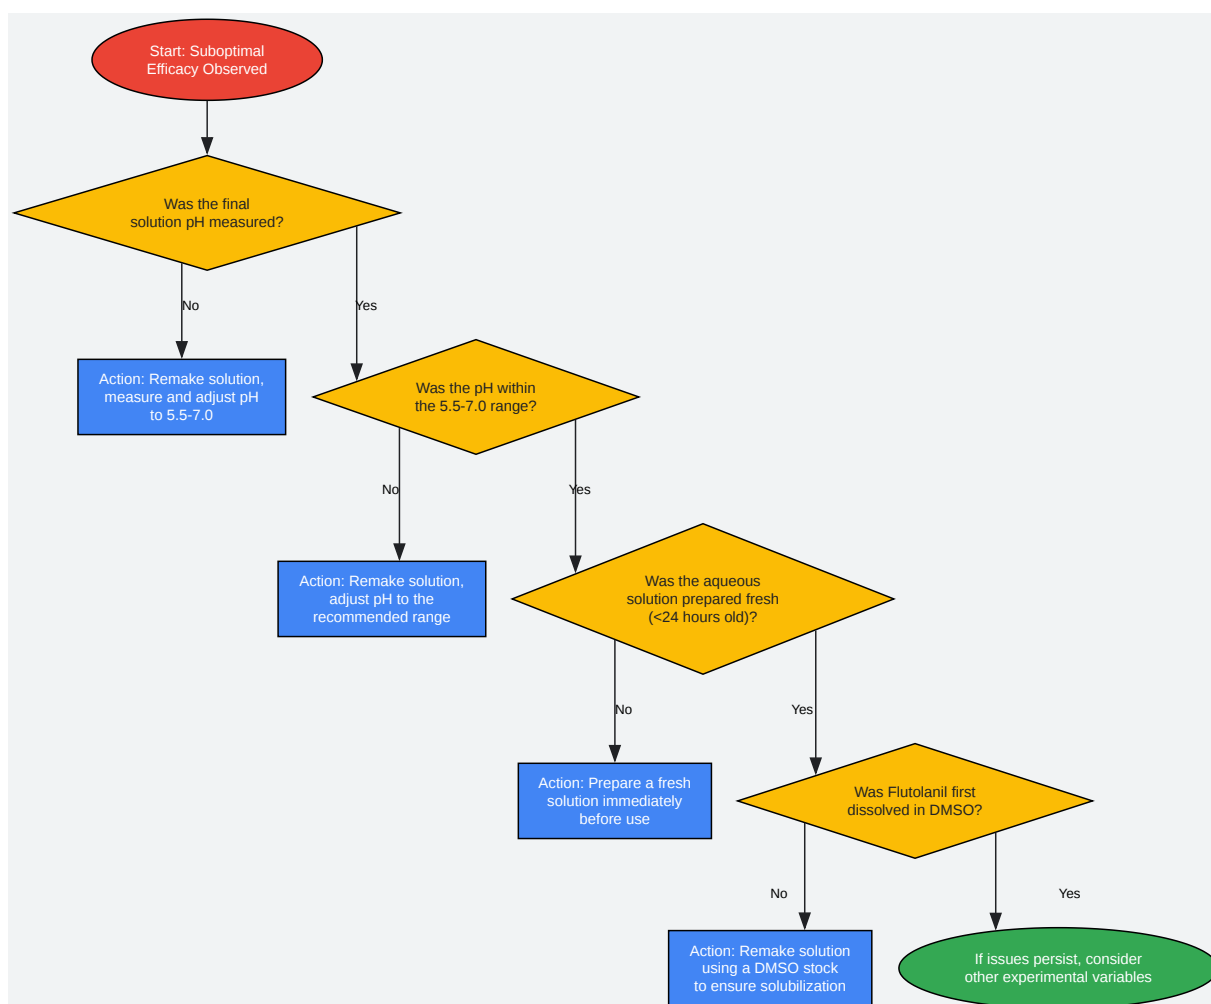 Start: Suboptimal
Efficacy Observed
Was the final
solution pH measured?
No
Yes
Action: Remake solution,
measure and adjust pH
to 5.5-7.0
Was the pH within
the 5.5-7.0 range?
No
Yes
Action: Remake solution,
adjust pH to the
recommended range
Was the aqueous
solution prepared fresh
(<24 hours old)?
No
Yes
Action: Prepare a fresh
solution immediately
before use
Was Flutolanil first
dissolved in DMSO?
No
Yes
Action: Remake solution
using a DMSO stock
to ensure solubilization
If issues persist, consider
other experimental variables